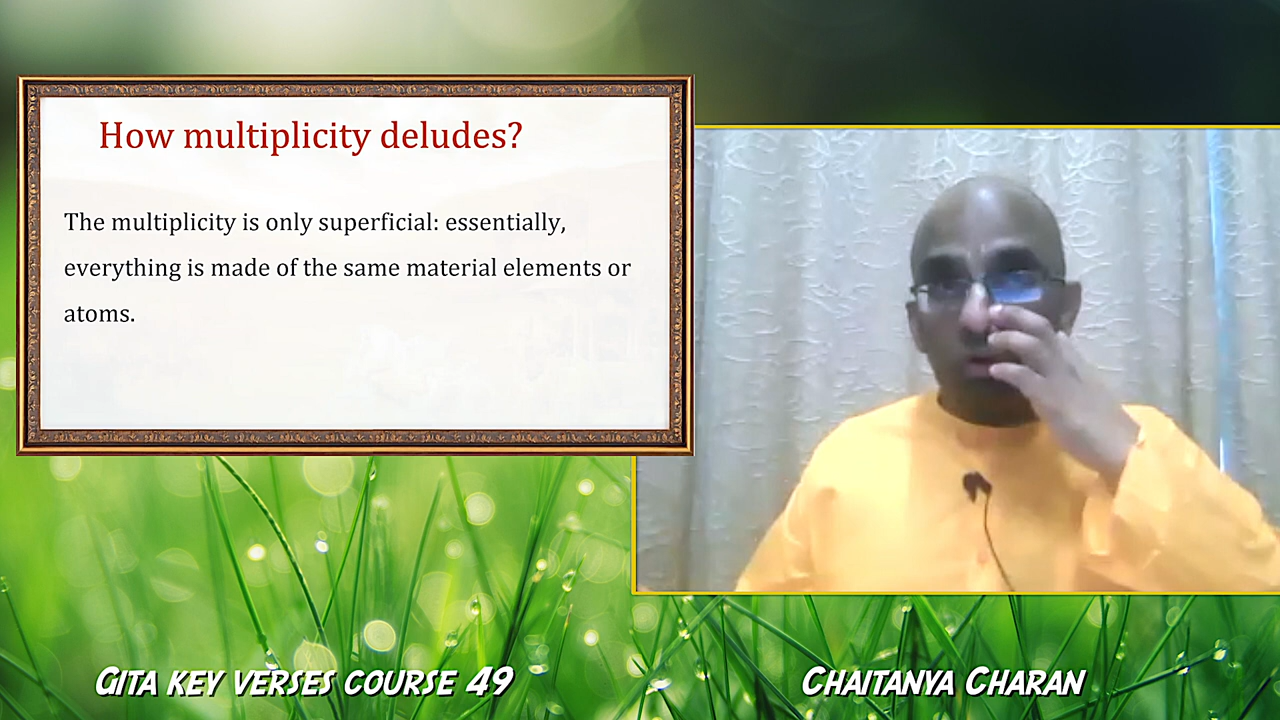 How multiplicity deludes?
The multiplicity is only superficial: essentially,
everything is made of the same material elements or
atoms.
GITA KEY VERSES COURSE 49
CHAITANYA CHARAN